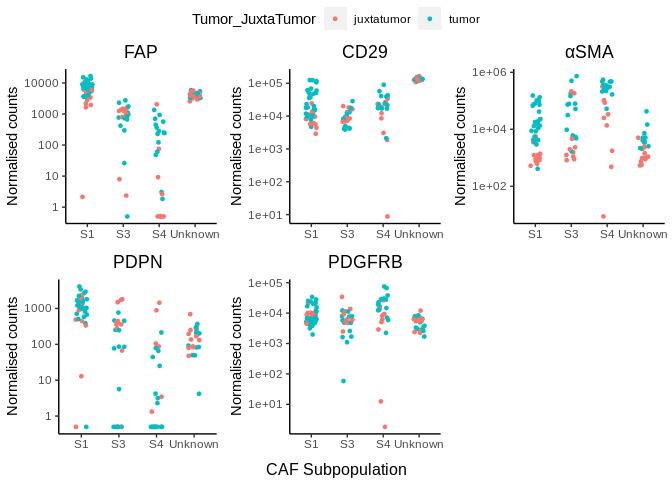 Tumor_JuxtaTumor juxtatumor tumor
FAP CD29 αSMA
Normalised counts
10000
1000
100
10
1
S1 S3 S4 Unknown
Normalised counts
1e+05
1e+04
1e+03
1e+02
1e+01
S1 S3 S4 Unknown
Normalised counts
1e+06
1e+04
1e+02
S1 S3 S4 Unknown
PDPN PDGFRB
Normalised counts
1000
100
10
1
S1 S3 S4 Unknown
Normalised counts
1e+05
1e+04
1e+03
1e+02
1e+01
S1 S3 S4 Unknown
CAF Subpopulation